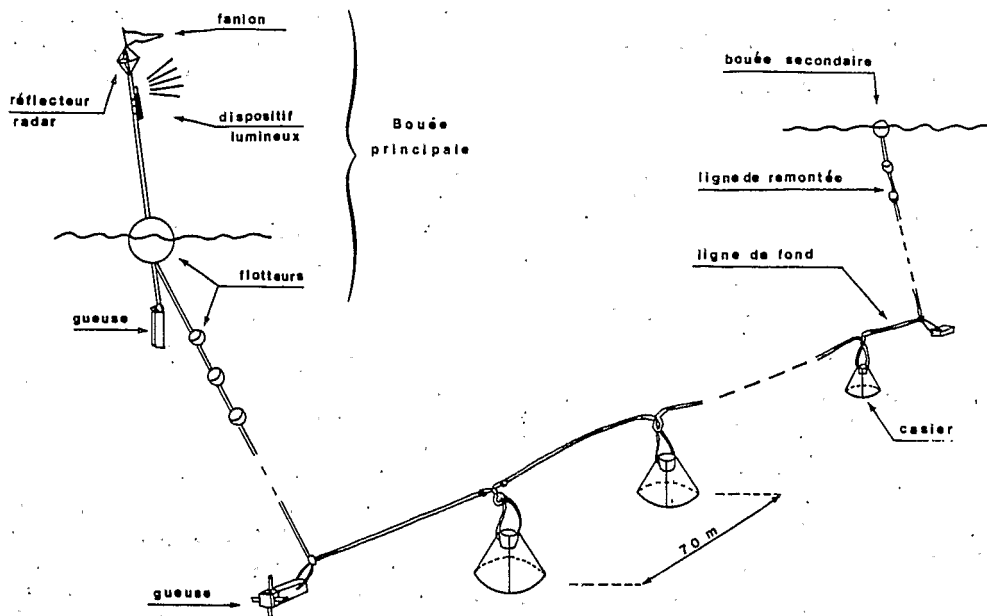 fanion
réflecteur
radar
dispositif
lumineux
Bouée
principale
flotteurs
gueuse
bouée secondaire
ligne de remontée
ligne de fond
casier
70 m
gueuse